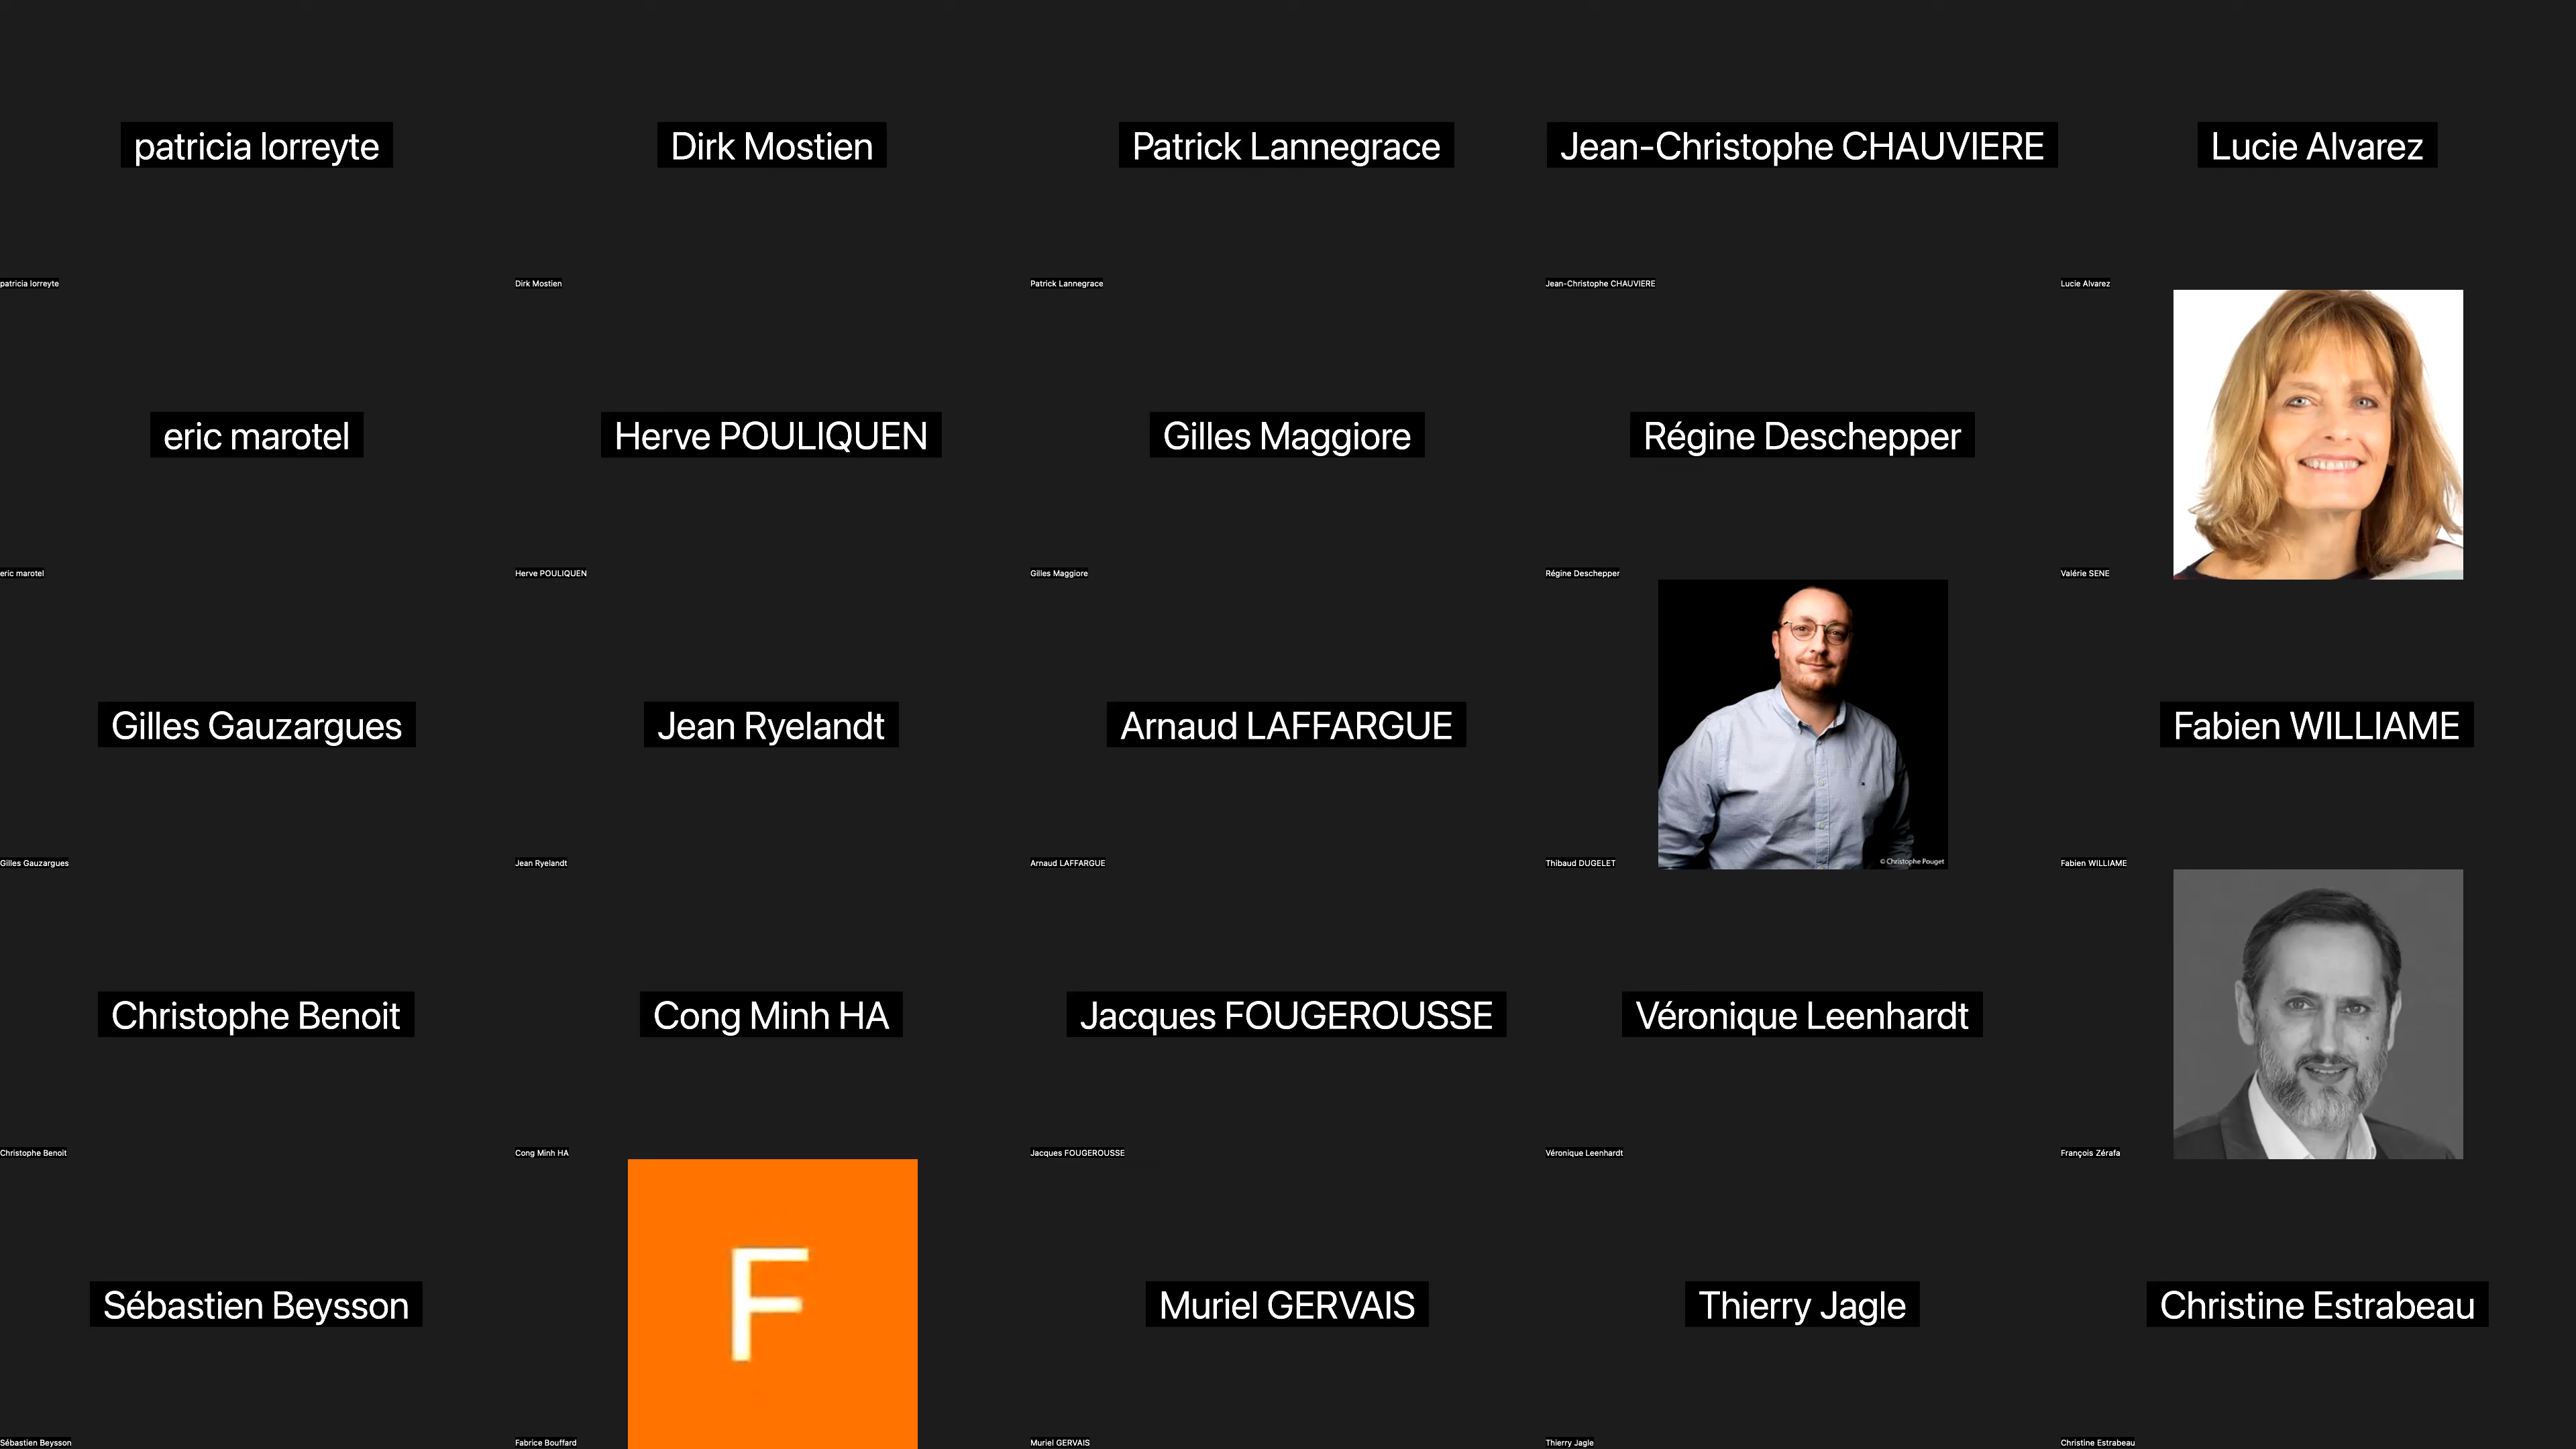 patricia lorreyte
Dirk Mostien
Patrick Lannegrace
Jean-Christophe CHAUVIERE
Lucie Alvarez
patricia lorreyte
Dirk Mostien
Patrick Lannegrace
Jean-Christophe CHAUVIERE
Lucie Alvarez
eric marotel
Herve POULIQUEN
Gilles Maggiore
Régine Deschepper
eric marotel
Herve POULIQUEN
Gilles Maggiore
Régine Deschepper
Valérie SENE
Gilles Gauzargues
Jean Ryelandt
Arnaud LAFFARGUE
Fabien WILLIAME
© Christophe Pouget
Gilles Gauzargues
Jean Ryelandt
Arnaud LAFFARGUE
Thibaud DUGELET
Fabien WILLIAME
Christophe Benoit
Cong Minh HA
Jacques FOUGEROUSSE
Véronique Leenhardt
Christophe Benoit
Cong Minh HA
Jacques FOUGEROUSSE
Véronique Leenhardt
François Zérafa
Sébastien Beysson
F
Muriel GERVAIS
Thierry Jagle
Christine Estrabeau
Sébastien Beysson
Fabrice Bouffard
Muriel GERVAIS
Thierry Jagle
Christine Estrabeau